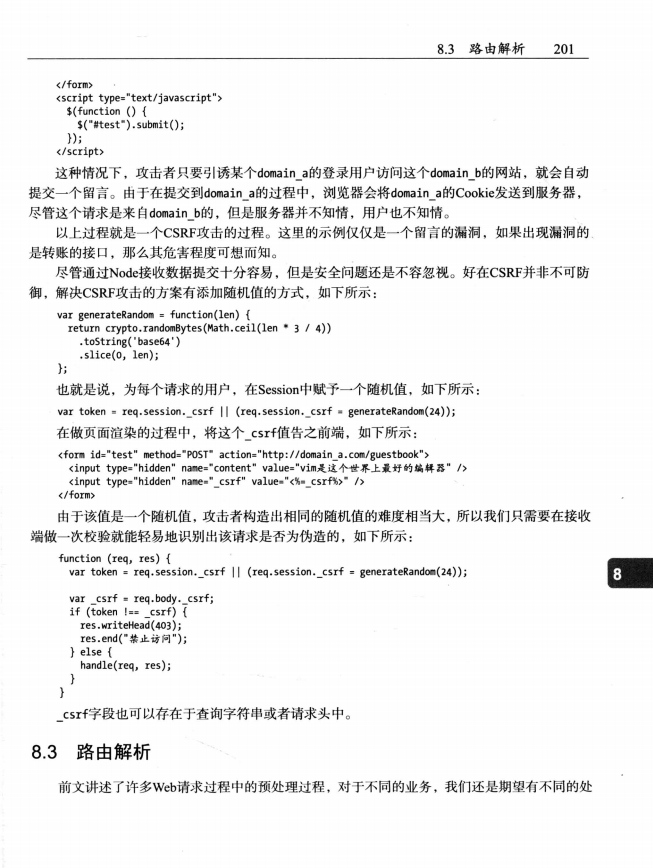 8.3 路由解析 201
</form>
<script type="text/javascript">
$(function () {
$("#test").submit();
});
</script>
这种情况下，攻击者只要引诱某个domain_a的登录用户访问这个domain_b的网站，就会自动
提交一个留言。由于在提交到domain_a的过程中，浏览器会将domain_a的Cookie发送到服务器，
尽管这个请求是来自domain_b的，但是服务器并不知情，用户也不知情。
以上过程就是一个CSRF攻击的过程。这里的示例仅仅是一个留言的漏洞，如果出现漏洞的
是转账的接口，那么其危害程度可想而知。
尽管通过Node接收数据提交十分容易，但是安全问题还是不容忽视。好在CSRF并非不可防
御，解决CSRF攻击的方案有添加随机值的方式，如下所示：
var generateRandom = function(len) {
return crypto.randomBytes(Math.ceil(len * 3 / 4))
.toString('base64')
.slice(0, len);
};
也就是说，为每个请求的用户，在Session中赋予一个随机值，如下所示：
var token = req.session._csrf || (req.session._csrf = generateRandom(24));
在做页面渲染的过程中，将这个_csrf值告之前端，如下所示：
<form id="test" method="POST" action="http://domain_a.com/guestbook">
<input type="hidden" name="content" value="vim是这个世界上最好的编辑器" />
<input type="hidden" name="_csrf" value="<%=_csrf%>" />
</form>
由于该值是一个随机值，攻击者构造出相同的随机值的难度相当大，所以我们只需要在接收
端做一次校验就能轻易地识别出该请求是否为伪造的，如下所示：
function (req, res) {
var token = req.session._csrf || (req.session._csrf = generateRandom(24));
8
var _csrf = req.body._csrf;
if (token !== _csrf) {
res.writeHead(403);
res.end("禁止访问");
} else {
handle(req, res);
}
}
_csrf字段也可以存在于查询字符串或者请求头中。
8.3 路由解析
前文讲述了许多Web请求过程中的预处理过程，对于不同的业务，我们还是期望有不同的处